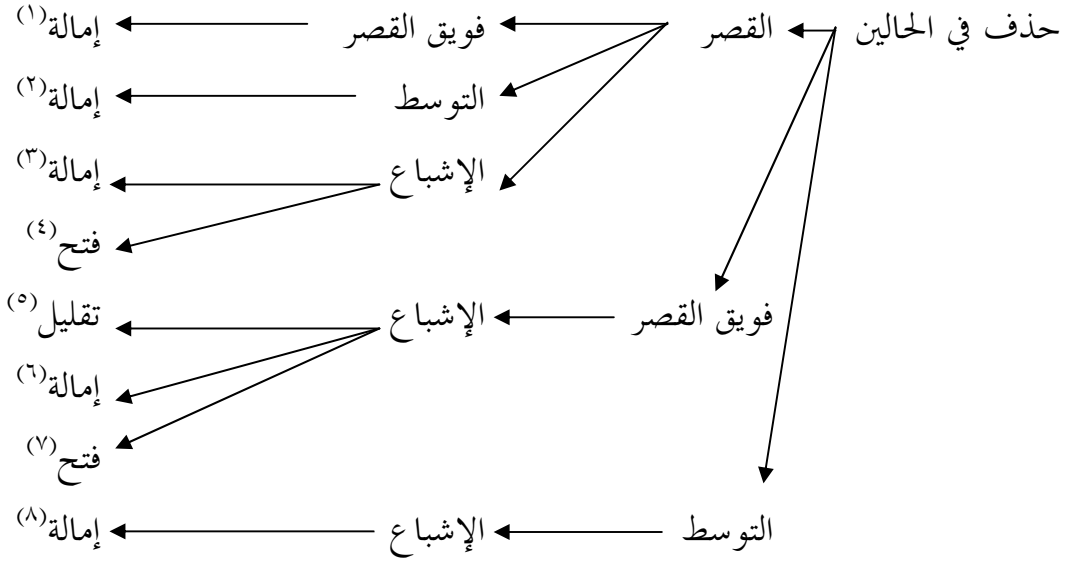 حذف في الحالين القصر فويق القصر إمالة(١)
التوسط إمالة(٢)
الإشباع إمالة(٣)
فتح(٤)
فويق القصر الإشباع تقليل(٥)
إمالة(٦)
فتح(٧)
التوسط الإشباع إمالة(٨)